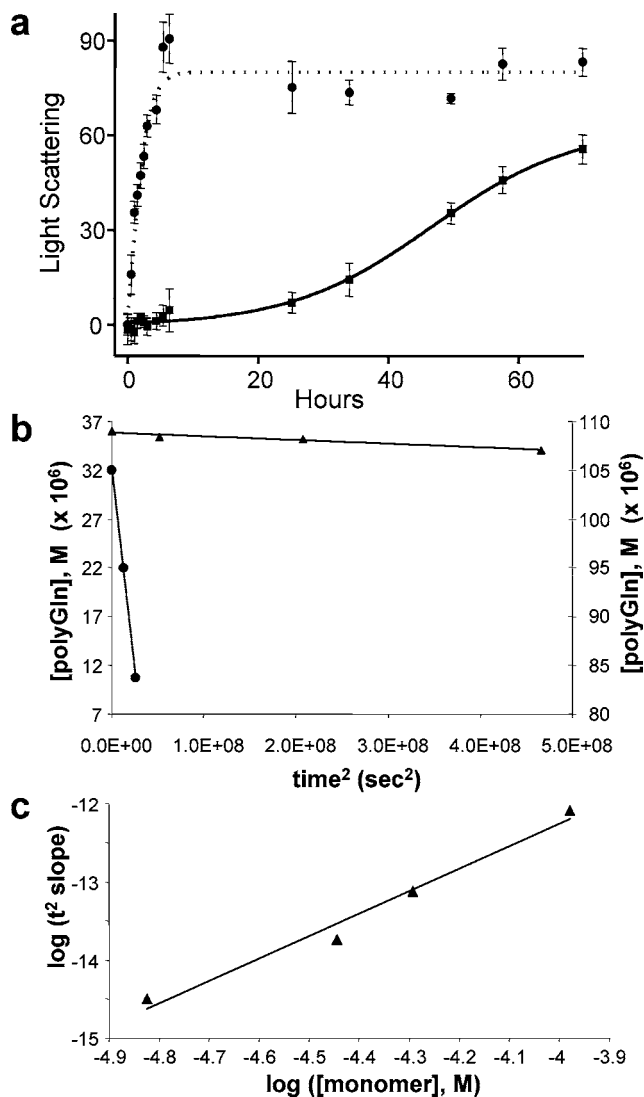 a
90
60
30
0
Light Scattering
0 20 40 60
Hours
b
37
32
27
22
17
12
7
[polyGln], M (x 10⁶)
110
105
100
95
90
85
80
[polyGln], M (x 10⁶)
0.0E+00 1.0E+08 2.0E+08 3.0E+08 4.0E+08 5.0E+08
time² (sec²)
c
-12
-13
-14
-15
log (t² slope)
-4.9 -4.8 -4.7 -4.6 -4.5 -4.4 -4.3 -4.2 -4.1 -4 -3.9
log ([monomer], M)